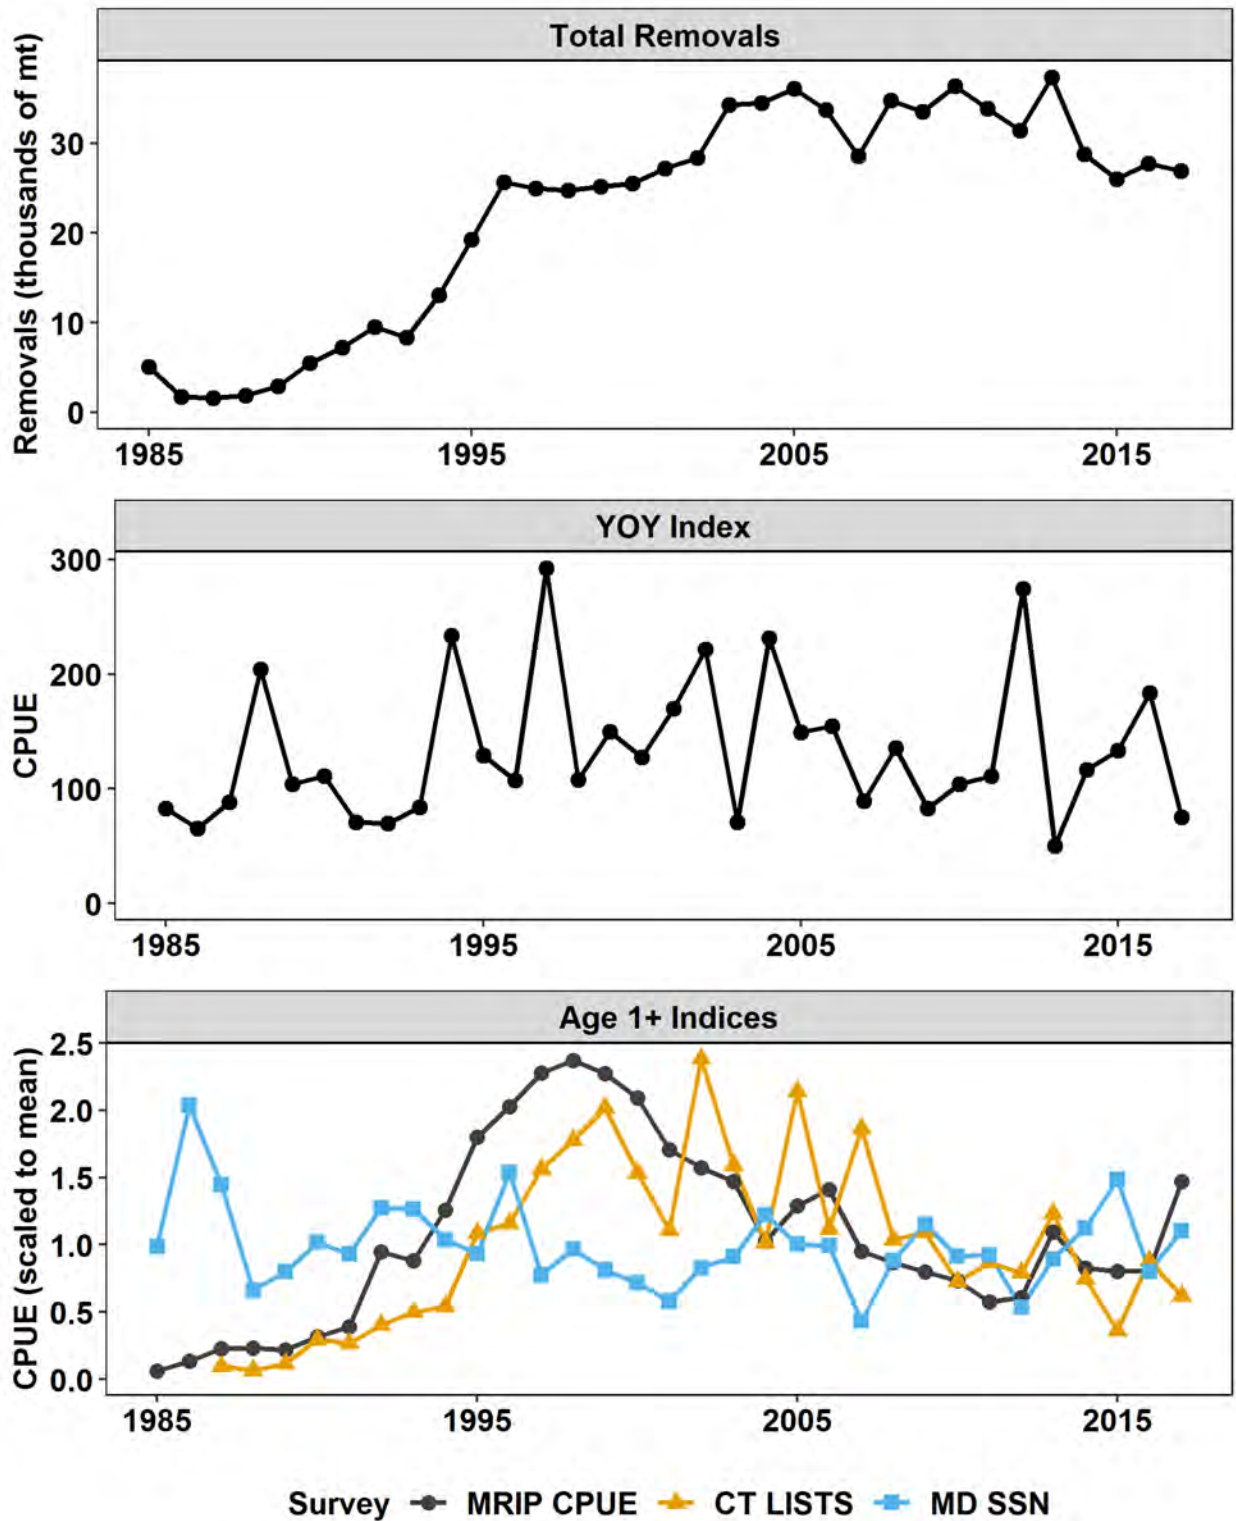 Total Removals
Removals (thousands of mt)
30
20
10
0
1985 1995 2005 2015
YOY Index
CPUE
300
200
100
0
1985 1995 2005 2015
Age 1+ Indices
CPUE (scaled to mean)
2.5
2.0
1.5
1.0
0.5
0.0
1985 1995 2005 2015
Survey MRIP CPUE CT LISTS MD SSN